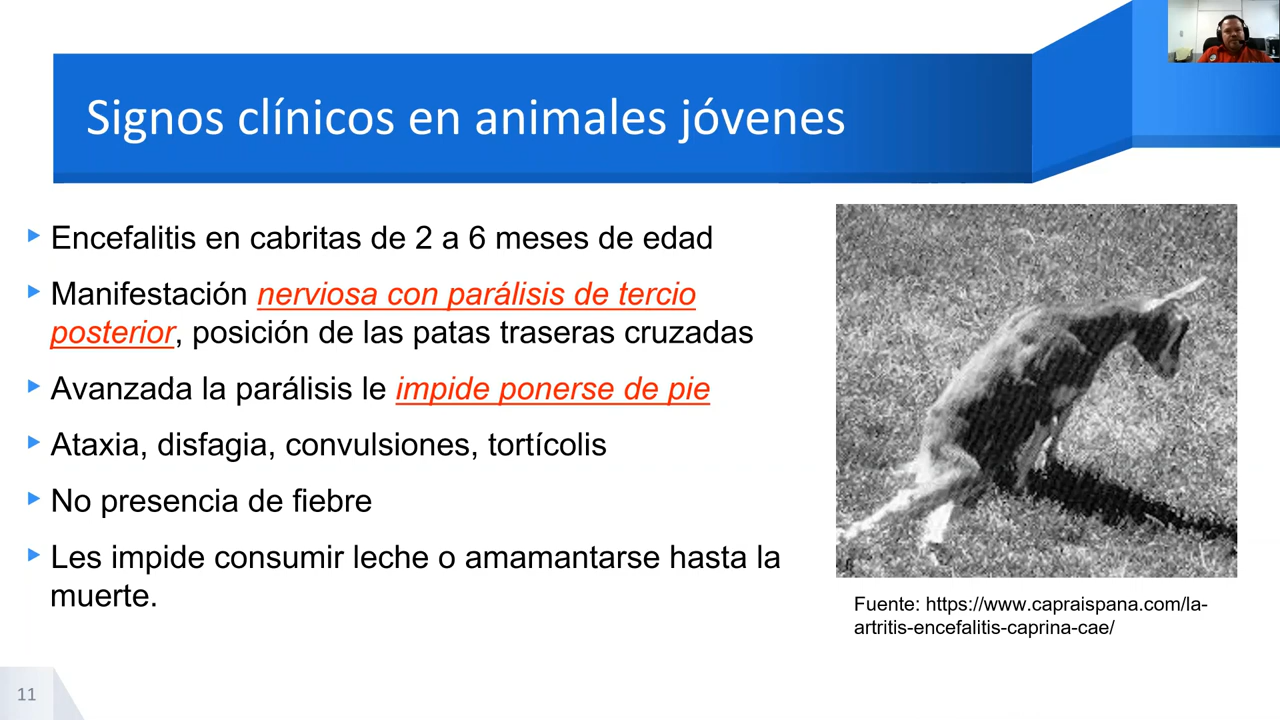 Signos clínicos en animales jóvenes
Encefalitis en cabritas de 2 a 6 meses de edad
Manifestación nerviosa con parálisis de tercio
posterior, posición de las patas traseras cruzadas
Avanzada la parálisis le impide ponerse de pie
Ataxia, disfagia, convulsiones, tortícolis
No presencia de fiebre
Les impide consumir leche o amamantarse hasta la
muerte.
Fuente: https://www.capraispana.com/la-
artritis-encefalitis-caprina-cae/
11